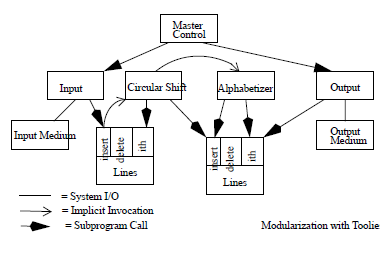 Master
Control
Input
Circular Shift
Alphabetizer
Output
Input Medium
Output
Medium
insert
delete
ith
Lines
insert
delete
ith
Lines
= System I/O
= Implicit Invocation
= Subprogram Call
Modularization with Toolie